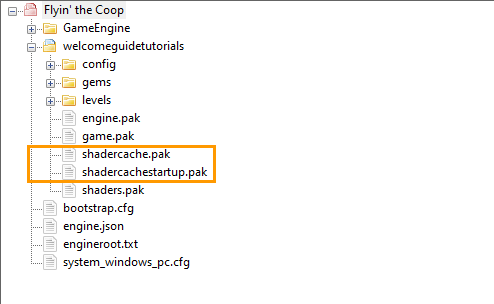 Flyin' the Coop
GameEngine
welcomeguidetutorials
config
gems
levels
engine.pak
game.pak
shadercache.pak
shadercachestartup.pak
shaders.pak
bootstrap.cfg
engine.json
engineroot.txt
system_windows_pc.cfg